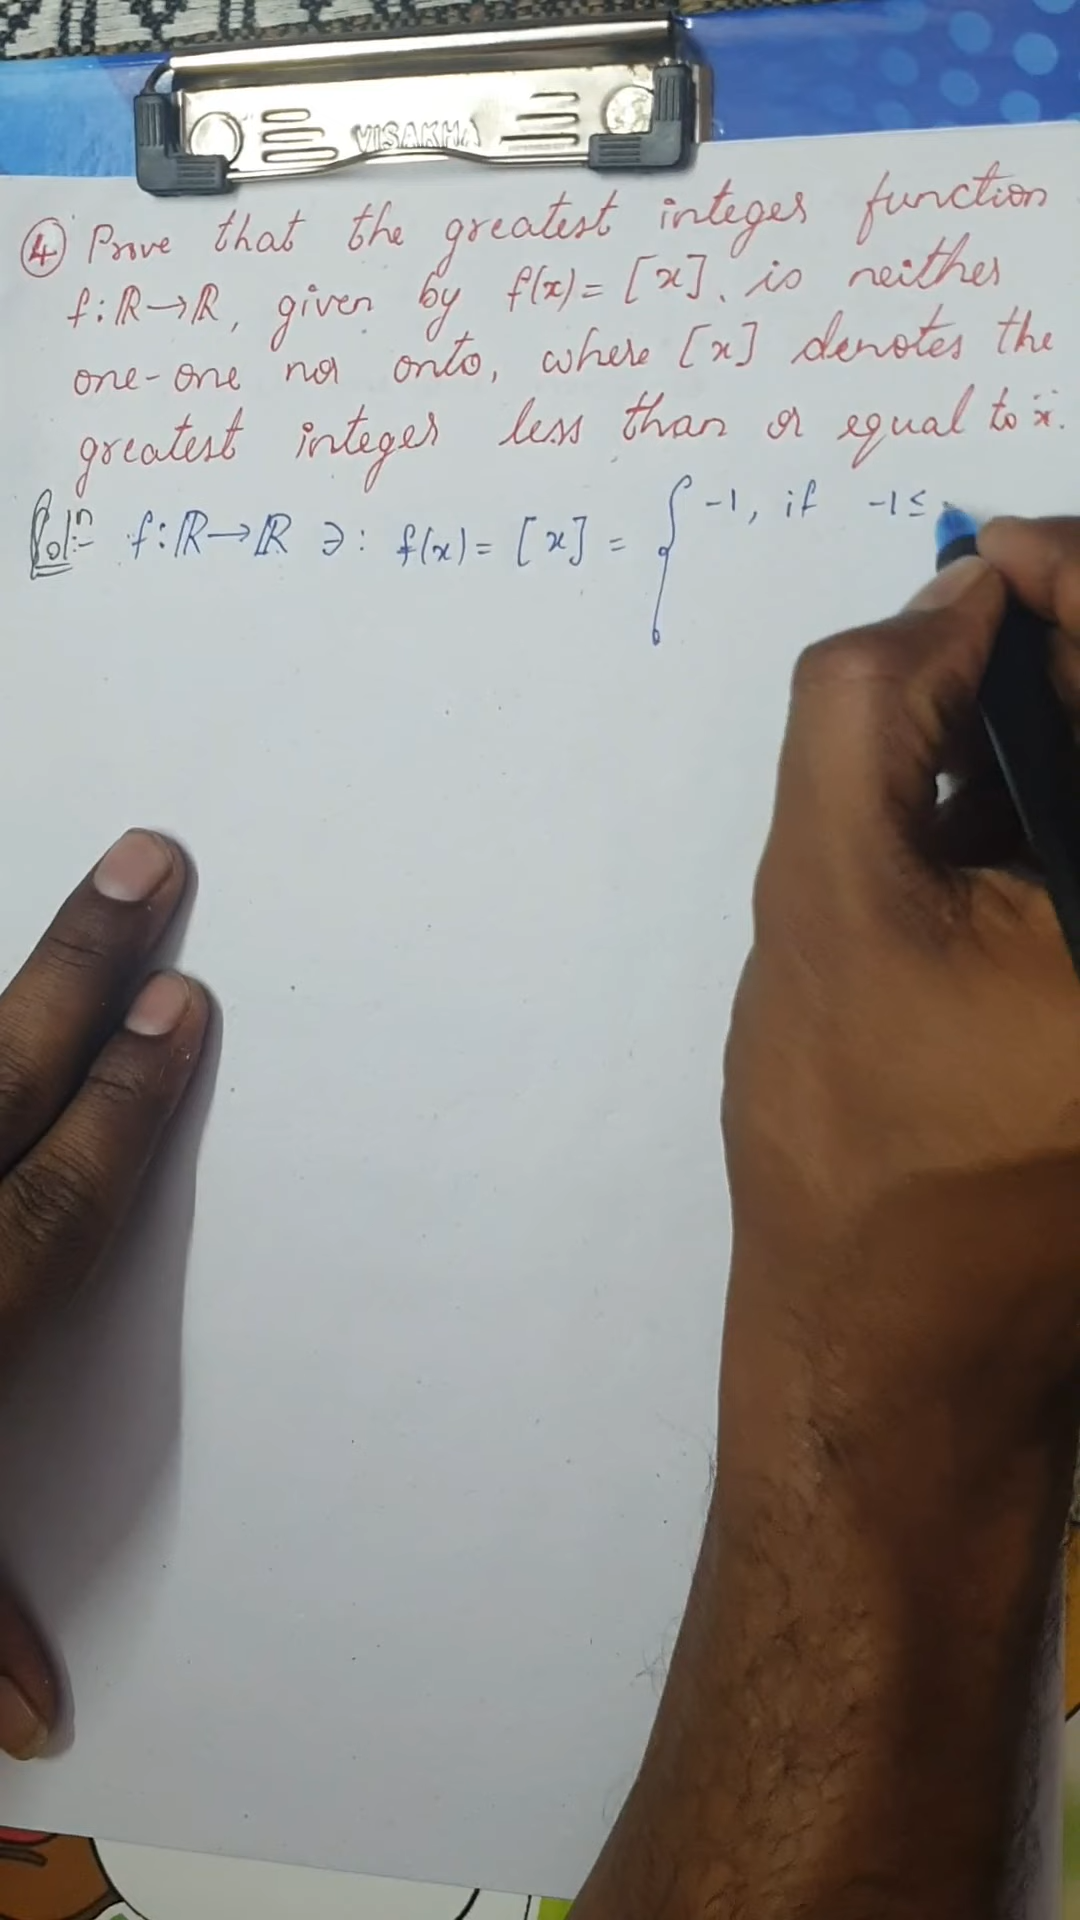 VISAKHA
④ Prove that the greatest integer function
f: ℝ→ℝ, given by f(x) = [x], is neither
one-one nor onto, where [x] denotes the
greatest integer less than or equal to x.
Solⁿ:- f: ℝ→ℝ ∋: f(x) = [x] = { -1, if -1 ≤